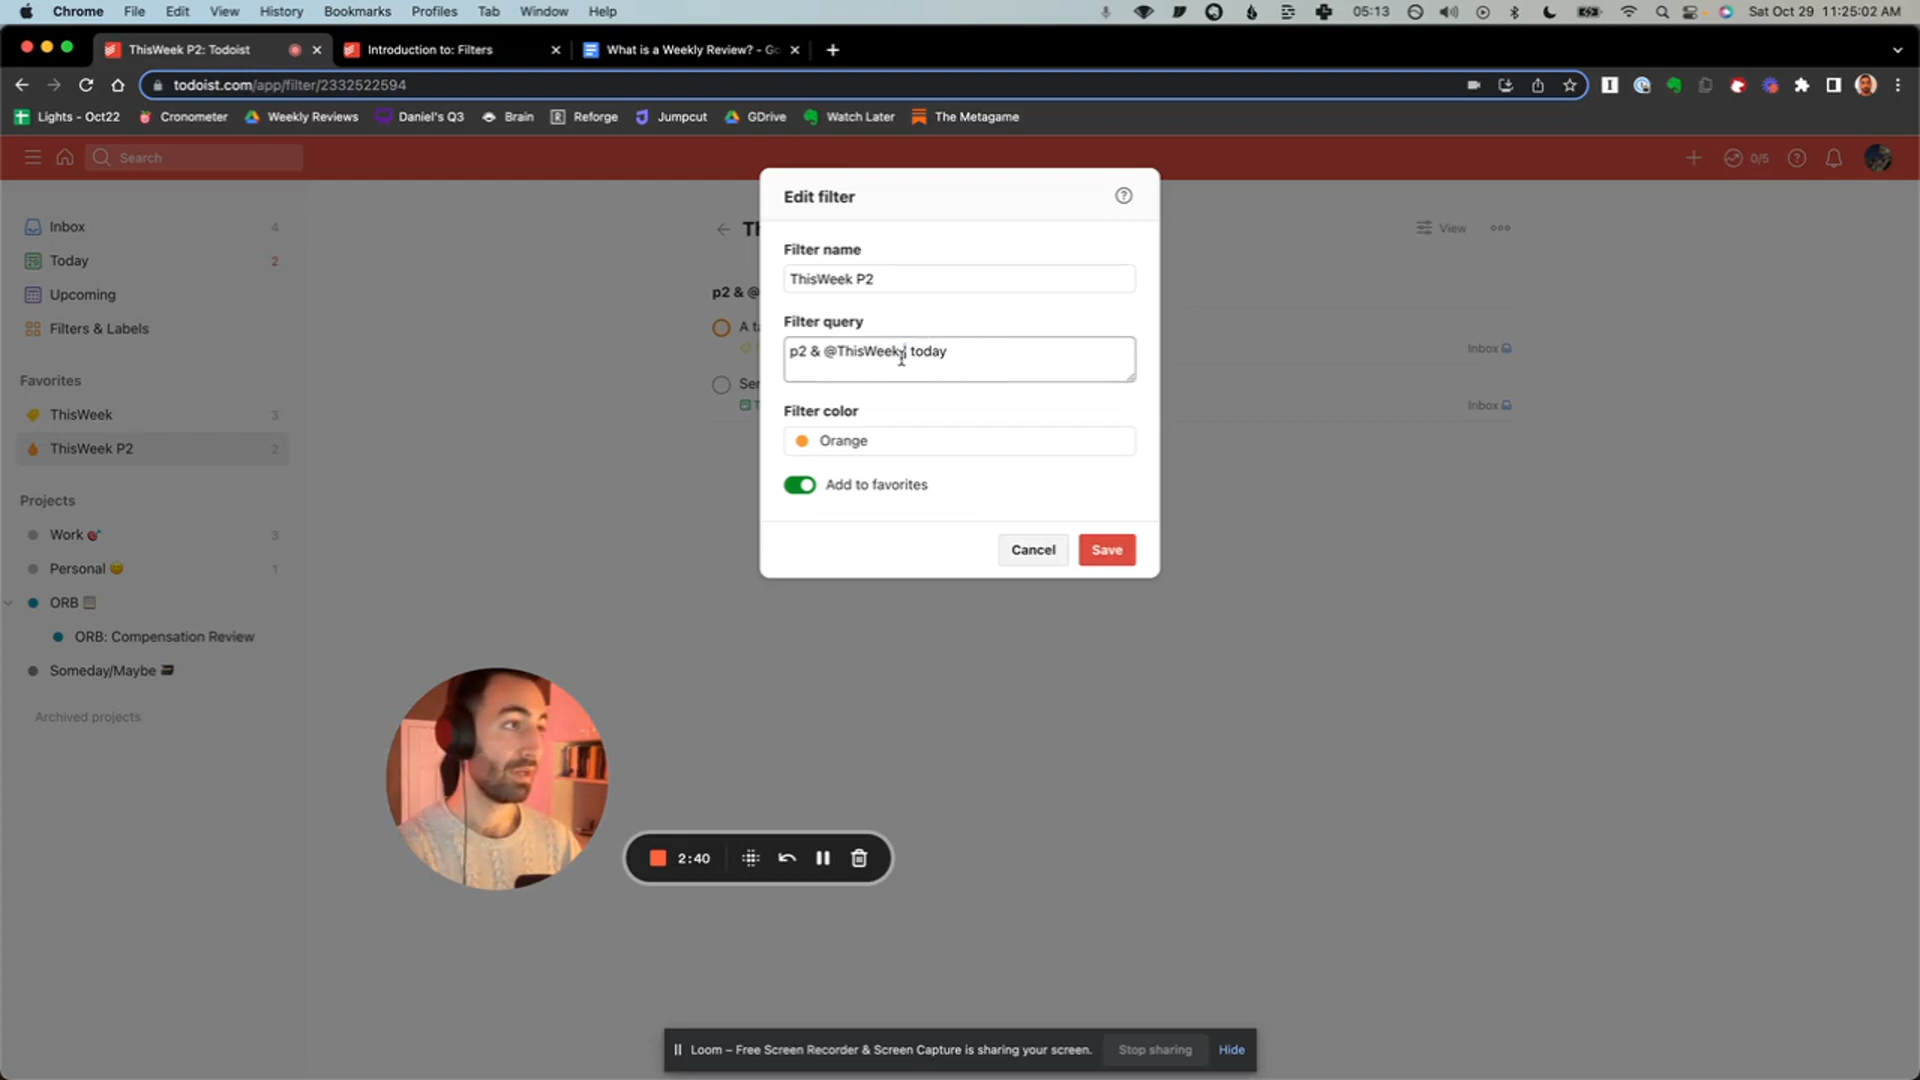 Chrome File Edit View History Bookmarks Profiles Tab Window Help 05:13 Sat Oct 29 11:25:02 AM
ThisWeek P2: Todoist Introduction to: Filters What is a Weekly Review? - Go
todoist.com/app/filter/2332522594
Lights - Oct22 Cronometer Weekly Reviews Daniel's Q3 Brain Reforge Jumpcut GDrive Watch Later The Metagame
Search 0/5
Edit filter
Inbox 4
Today 2
Upcoming
Filters & Labels
Favorites
ThisWeek 3
ThisWeek P2 2
Projects
Work 3
Personal 1
ORB
ORB: Compensation Review
Someday/Maybe
Archived projects
View
p2 & @
Inbox
Inbox
Filter name
ThisWeek P2
Filter query
p2 & @ThisWeek, today
Filter color
Orange
Add to favorites
Cancel Save
2:40
Loom – Free Screen Recorder & Screen Capture is sharing your screen. Stop sharing Hide